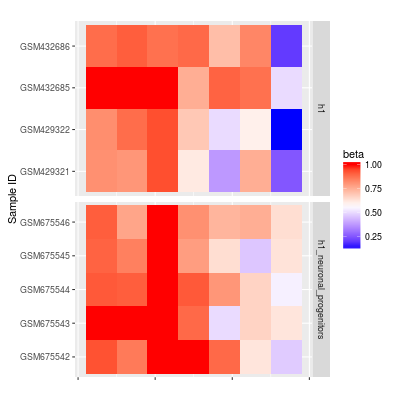 GSM432686
GSM432685
GSM429322
GSM429321
h1
GSM675546
GSM675545
GSM675544
GSM675543
GSM675542
h1_neuronal_progenitors
Sample ID
beta
1.00
0.75
0.50
0.25